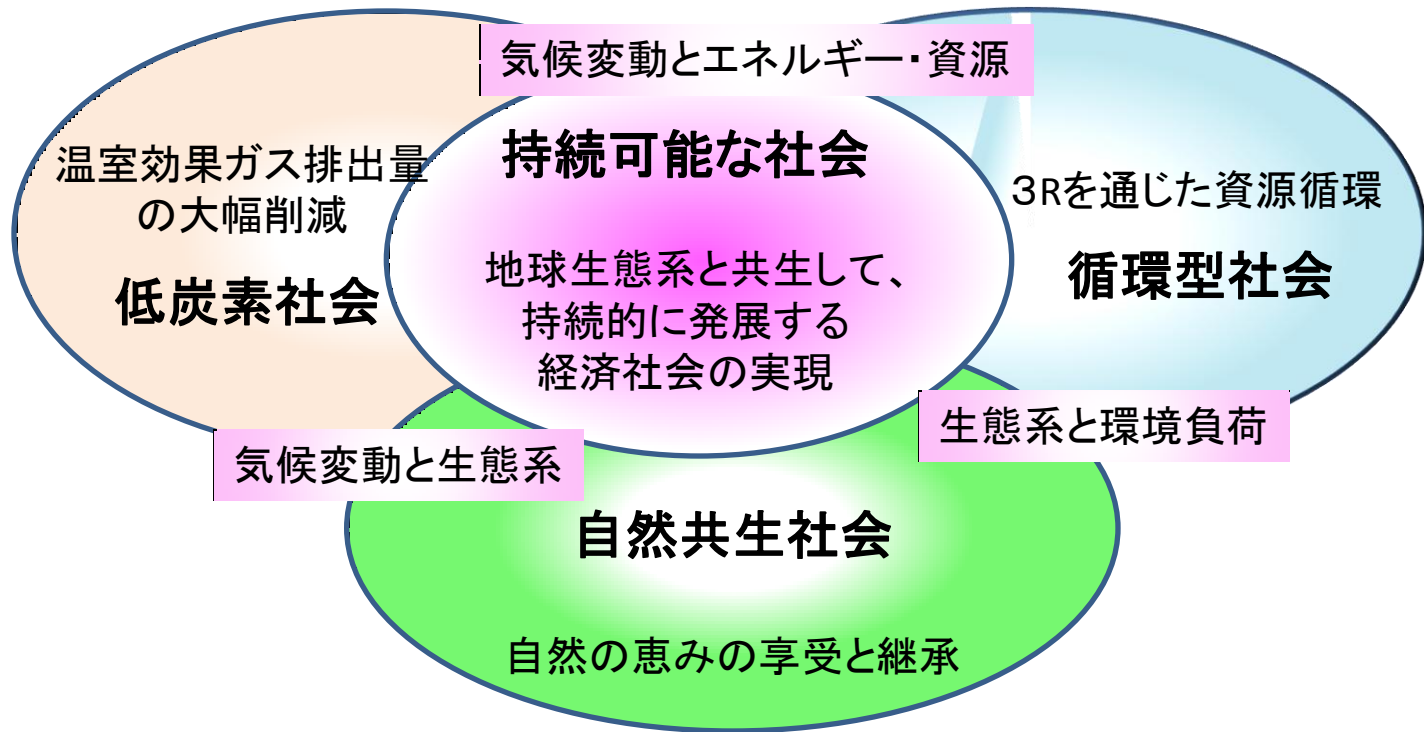 気候変動とエネルギー・資源
持続可能な社会
地球生態系と共生して、
持続的に発展する
経済社会の実現
温室効果ガス排出量
の大幅削減
低炭素社会
3Rを通じた資源循環
循環型社会
気候変動と生態系
生態系と環境負荷
自然共生社会
自然の恵みの享受と継承